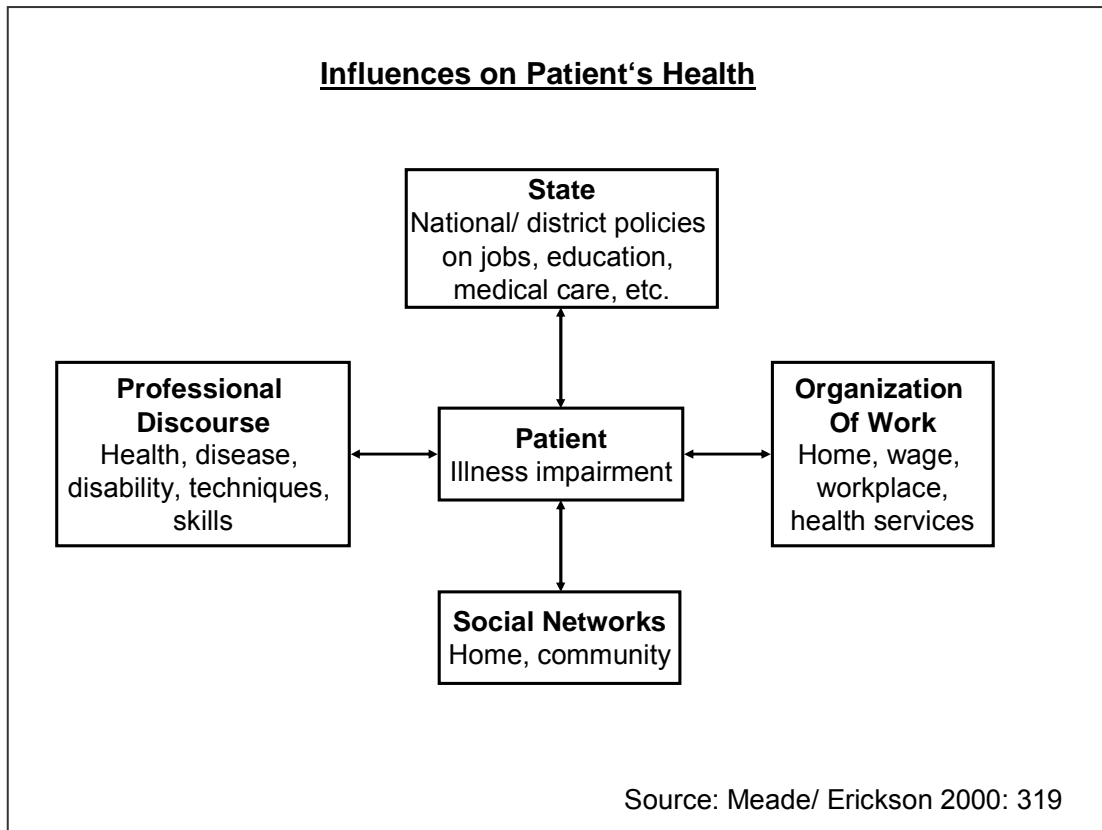 Influences on Patient‘s Health
State
National/ district policies
on jobs, education,
medical care, etc.
Professional
Discourse
Health, disease,
disability, techniques,
skills
Patient
Illness impairment
Organization
Of Work
Home, wage,
workplace,
health services
Social Networks
Home, community
Source: Meade/ Erickson 2000: 319